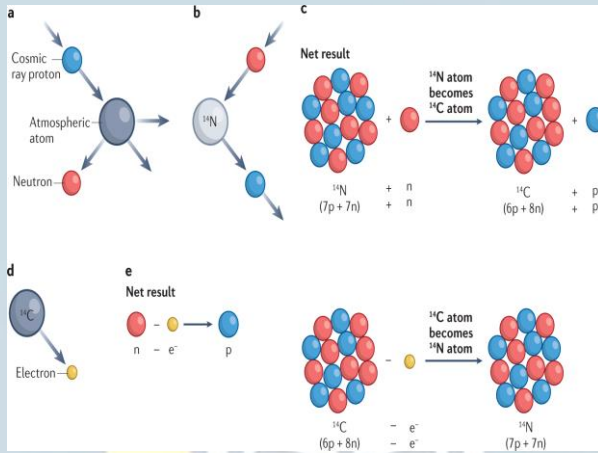 a
b
c
Cosmic
ray proton
Atmospheric
atom
Neutron
¹⁴N
Net result
+
¹⁴N atom
becomes
¹⁴C atom
+
¹⁴N + n
(7p + 7n) + n
¹⁴C + p
(6p + 8n) + p
d
e
¹⁴C
Electron
Net result
–
n – e⁻ p
–
¹⁴C atom
becomes
¹⁴N atom
¹⁴C – e⁻
(6p + 8n) – e⁻
¹⁴N
(7p + 7n)